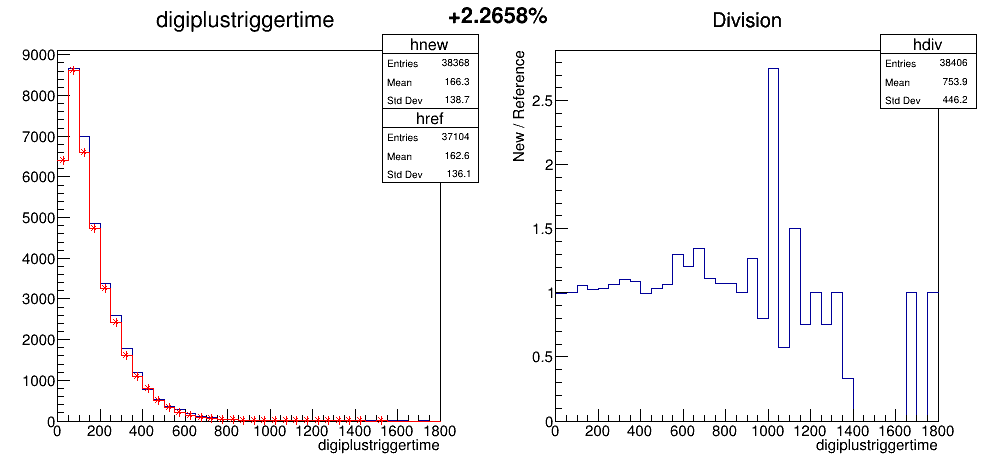 digiplustriggertime
+2.2658%
Division
hnew
Entries 38368
Mean 166.3
Std Dev 138.7
href
Entries 37104
Mean 162.6
Std Dev 136.1
9000
8000
7000
6000
5000
4000
3000
2000
1000
0
0 200 400 600 800 1000 1200 1400 1600 1800
digiplustriggertime
hdiv
Entries 38406
Mean 753.9
Std Dev 446.2
New / Reference
2.5
2
1.5
1
0.5
0
0 200 400 600 800 1000 1200 1400 1600 1800
digiplustriggertime